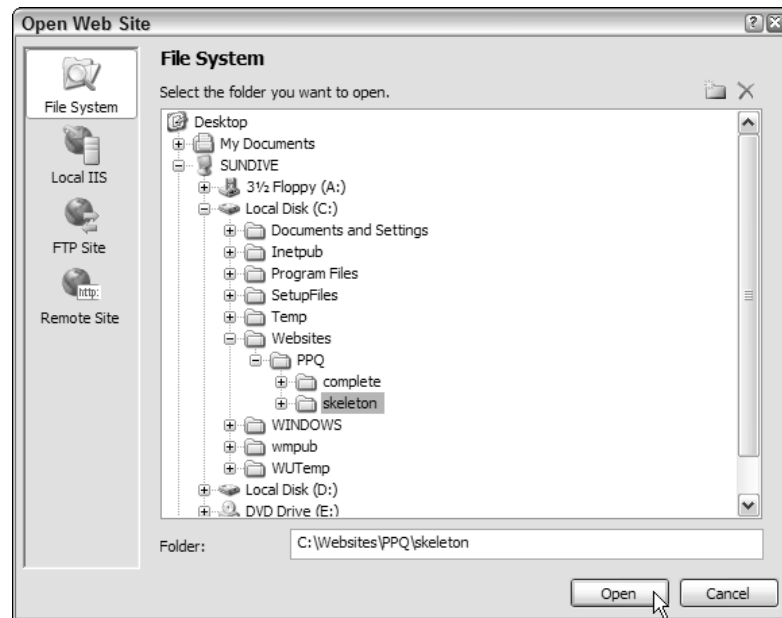 Open Web Site
File System
Select the folder you want to open.
File System
Local IIS
FTP Site
http:
Remote Site
Desktop
My Documents
SUNDIVE
3½ Floppy (A:)
Local Disk (C:)
Documents and Settings
Inetpub
Program Files
SetupFiles
Temp
Websites
PPQ
complete
skeleton
WINDOWS
wmpub
WUTemp
Local Disk (D:)
DVD Drive (E:)
Folder: C:\Websites\PPQ\skeleton
Open Cancel